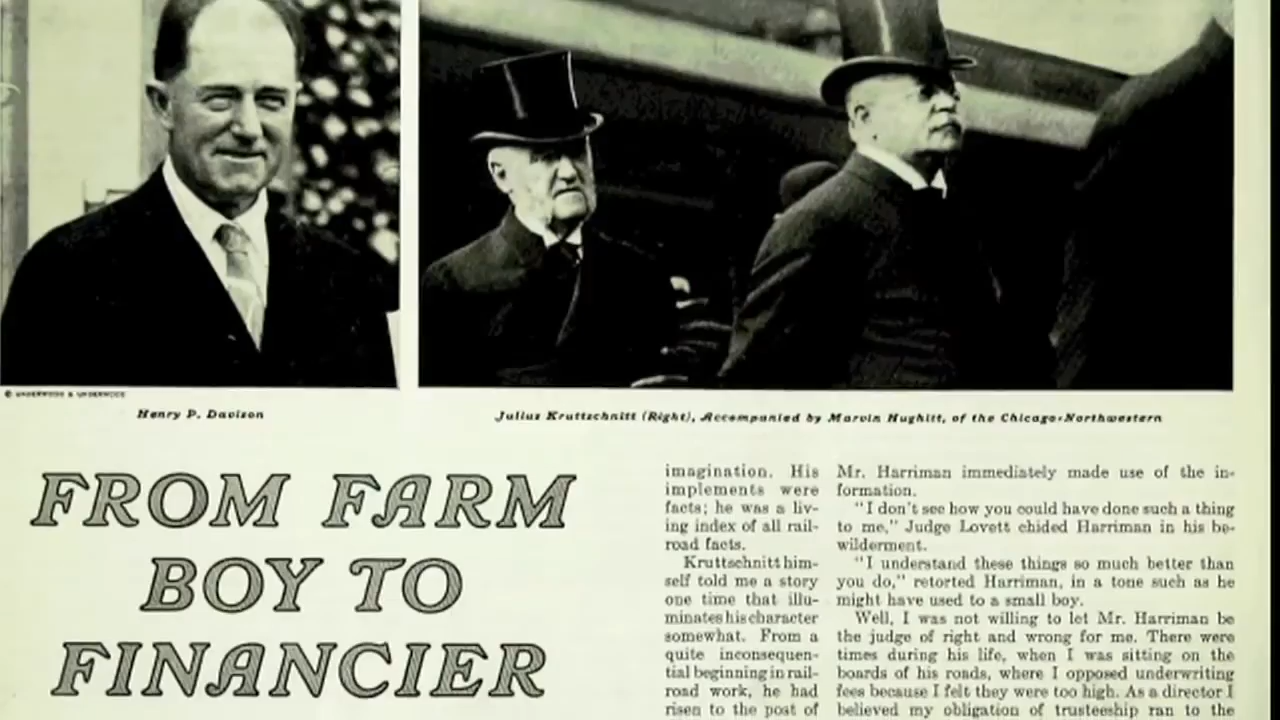 © UNDERWOOD & UNDERWOOD
Henry P. Davison
Julius Kruttschnitt (Right), Accompanied by Marvin Hughitt, of the Chicago-Northwestern
FROM FARM
BOY TO
FINANCIER
imagination. His
implements were
facts; he was a liv-
ing index of all rail-
road facts.
Kruttschnitt him-
self told me a story
one time that illu-
minates his character
somewhat. From a
quite inconsequen-
tial beginning in rail-
road work, he had
risen to the post of
Mr. Harriman immediately made use of the in-
formation.
"I don't see how you could have done such a thing
to me," Judge Lovett chided Harriman in his be-
wilderment.
"I understand these things so much better than
you do," retorted Harriman, in a tone such as he
might have used to a small boy.
Well, I was not willing to let Mr. Harriman be
the judge of right and wrong for me. There were
times during his life, when I was sitting on the
boards of his roads, where I opposed underwriting
fees because I felt they were too high. As a director I
believed my obligation of trusteeship ran to the